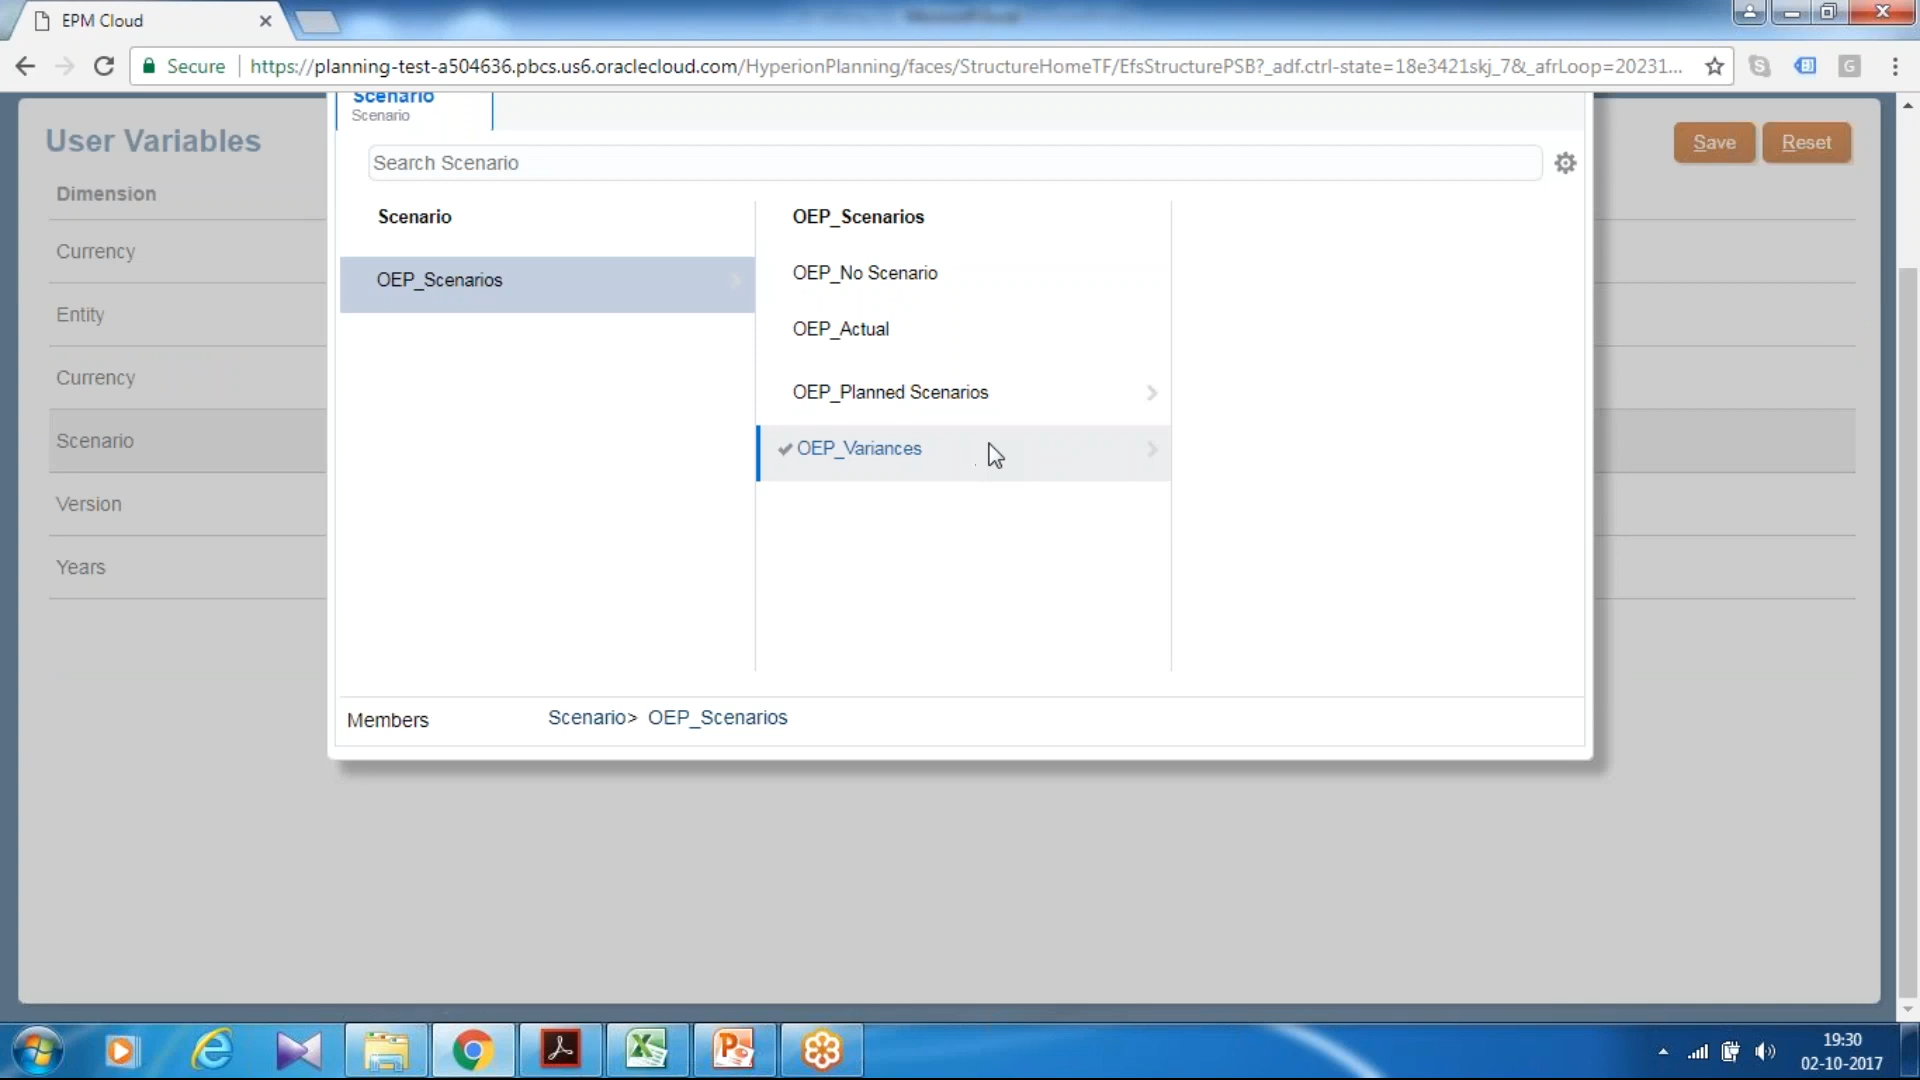 EPM Cloud
Secure
https://planning-test-a504636.pbcs.us6.oraclecloud.com/HyperionPlanning/faces/StructureHomeTF/EfsStructurePSB?_adf.ctrl-state=18e3421skj_7&_afrLoop=20231...
User Variables
Save
Reset
Scenario
Scenario
Search Scenario
Dimension
Currency
Entity
Currency
Scenario
Version
Years
Scenario
OEP_Scenarios
OEP_Scenarios
OEP_No Scenario
OEP_Actual
OEP_Planned Scenarios
OEP_Variances
Members
Scenario> OEP_Scenarios
19:30
02-10-2017